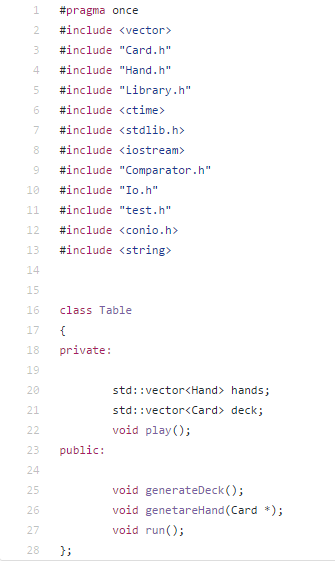 1 #pragma once
2 #include <vector>
3 #include "Card.h"
4 #include "Hand.h"
5 #include "Library.h"
6 #include <ctime>
7 #include <stdlib.h>
8 #include <iostream>
9 #include "Comparator.h"
10 #include "Io.h"
11 #include "test.h"
12 #include <conio.h>
13 #include <string>
14
15
16 class Table
17 {
18 private:
19
20 std::vector<Hand> hands;
21 std::vector<Card> deck;
22 void play();
23 public:
24
25 void generateDeck();
26 void genetareHand(Card *);
27 void run();
28 };